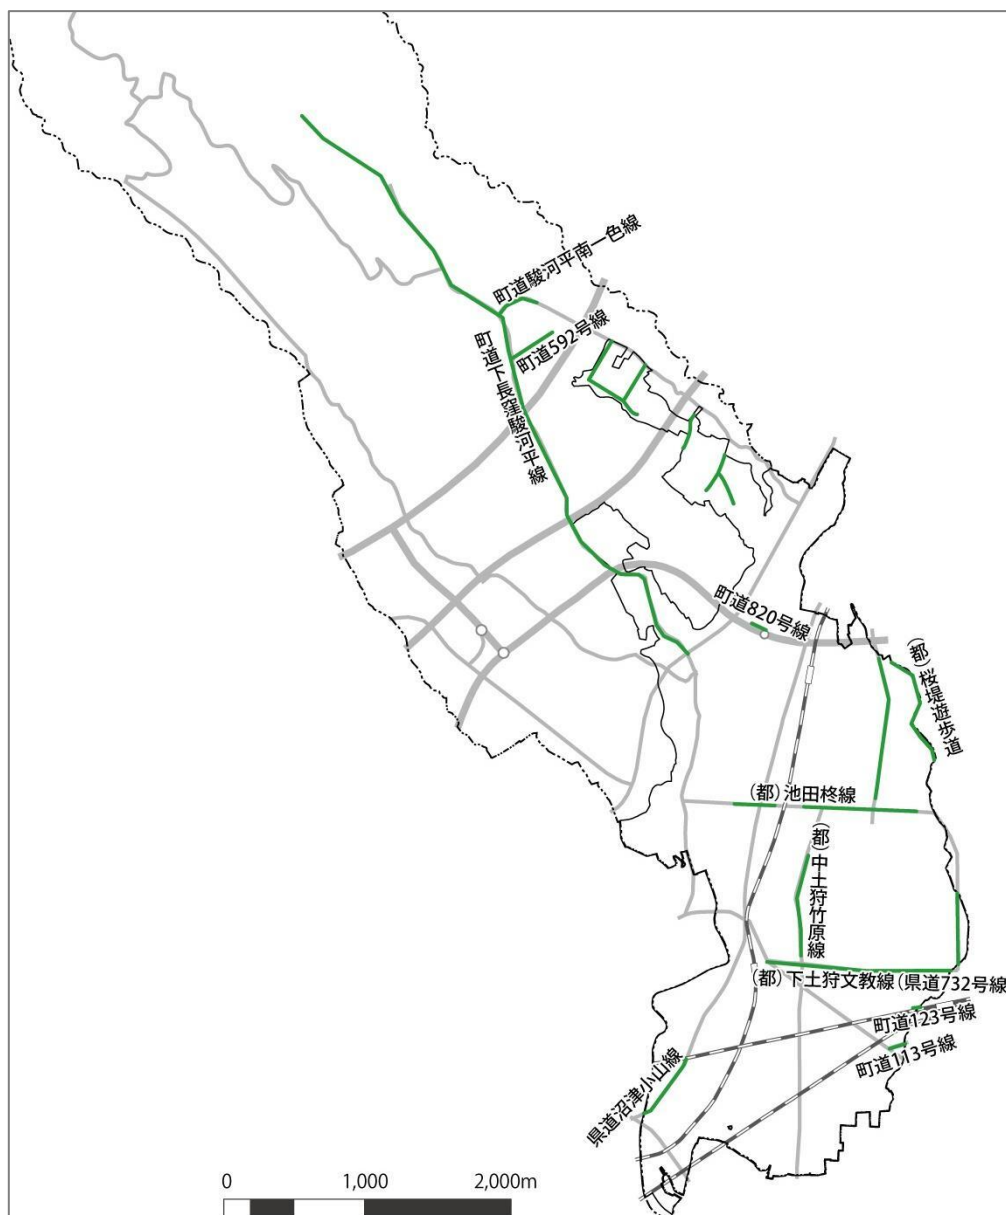 町道駿河平南一色線
町道592号線
町道下長窪駿河平線
町道820号線
(都)桜堤遊歩道
(都)池田柊線
(都)中土狩竹原線
(都)下土狩文教線(県道732号線
町道123号線
町道113号線
県道沼津小山線
0 1,000 2,000m